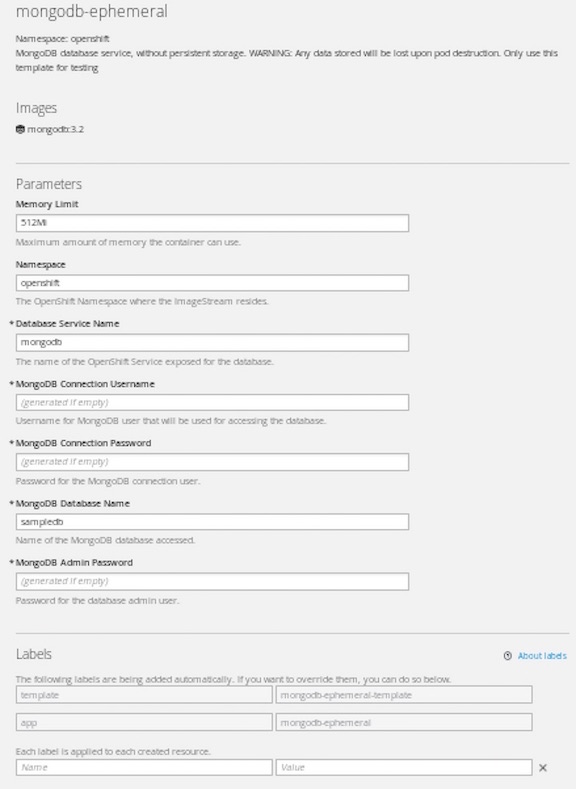 mongodb-ephemeral
Namespace: openshift
MongoDB database service, without persistent storage. WARNING: Any data stored will be lost upon pod destruction. Only use this
template for testing
Images
mongodb:3.2
Parameters
Memory Limit
512Mi
Maximum amount of memory the container can use.
Namespace
openshift
The OpenShift Namespace where the ImageStream resides.
* Database Service Name
mongodb
The name of the OpenShift Service exposed for the database.
* MongoDB Connection Username
(generated if empty)
Username for MongoDB user that will be used for accessing the database.
* MongoDB Connection Password
(generated if empty)
Password for the MongoDB connection user.
* MongoDB Database Name
sampledb
Name of the MongoDB database accessed.
* MongoDB Admin Password
(generated if empty)
Password for the database admin user.
Labels
About labels
The following labels are being added automatically. If you want to override them, you can do so below.
template mongodb-ephemeral-template
app mongodb-ephemeral
Each label is applied to each created resource.
Name Value